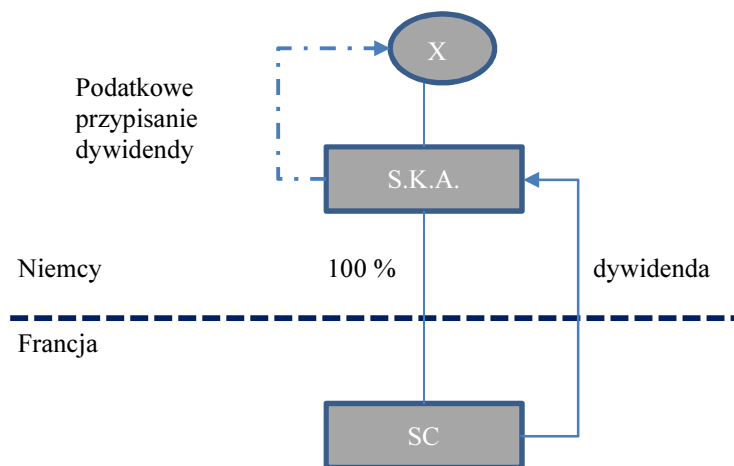 X
Podatkowe
przypisanie
dywidendy
S.K.A.
Niemcy
100 %
dywidenda
Francja
SC